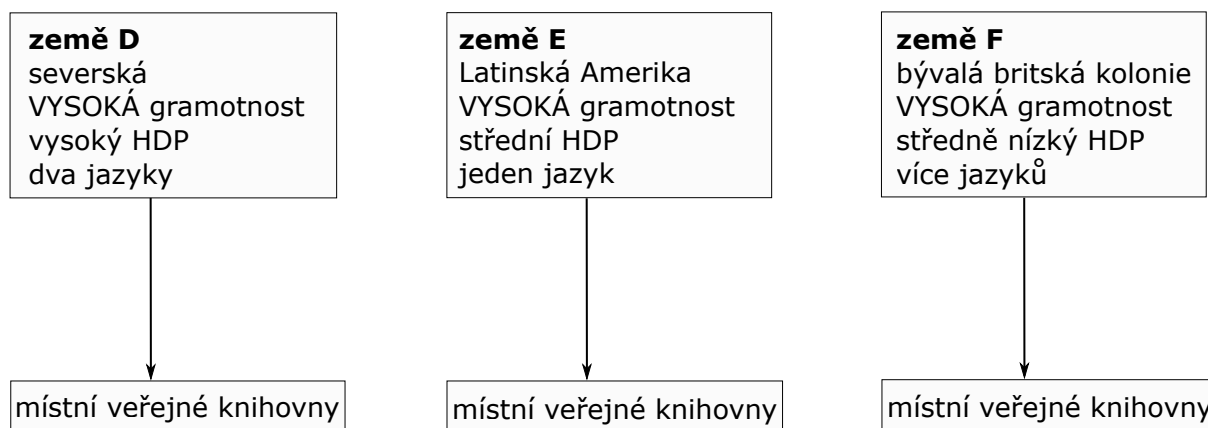 země D
severská
VYSOKÁ gramotnost
vysoký HDP
dva jazyky
země E
Latinská Amerika
VYSOKÁ gramotnost
střední HDP
jeden jazyk
země F
bývalá britská kolonie
VYSOKÁ gramotnost
středně nízký HDP
více jazyků
místní veřejné knihovny
místní veřejné knihovny
místní veřejné knihovny